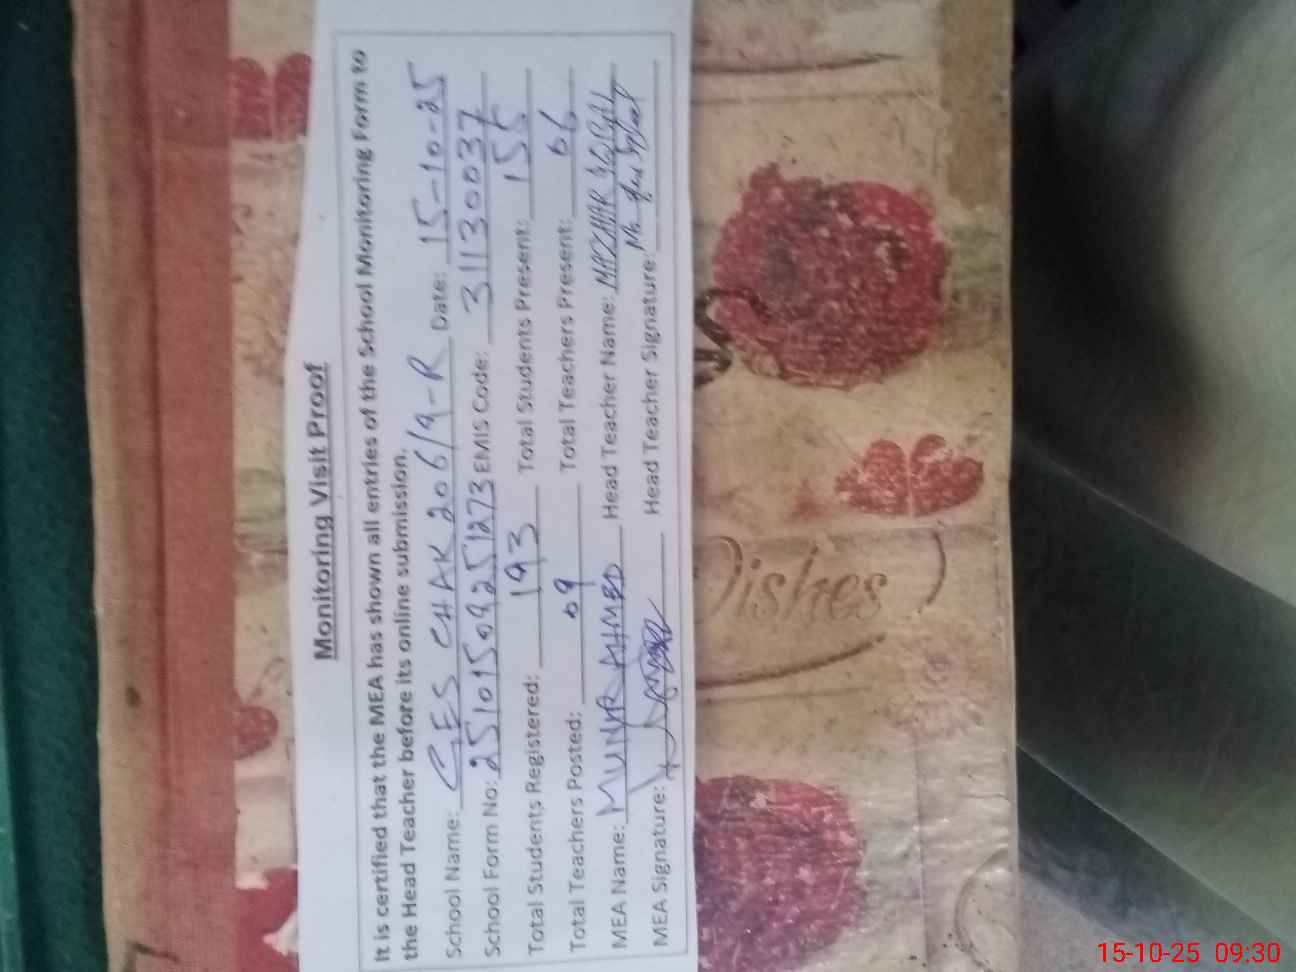 Monitoring Visit Proof
It is certified that the MEA has shown all entries of the School Monitoring Form to
the Head Teacher before its online submission.
School Name: GES CHAK 206/9-R Date: 15-10-25
School Form No: 25101509251273 EMIS Code: 31130037
Total Students Registered: 193 Total Students Present: 155
Total Teachers Posted: 09 Total Teachers Present: 06
MEA Name: MUNIR AHMED Head Teacher Name: MAZHAR
MEA Signature: Head Teacher Signature: No
Wishes
15-10-25 09:30